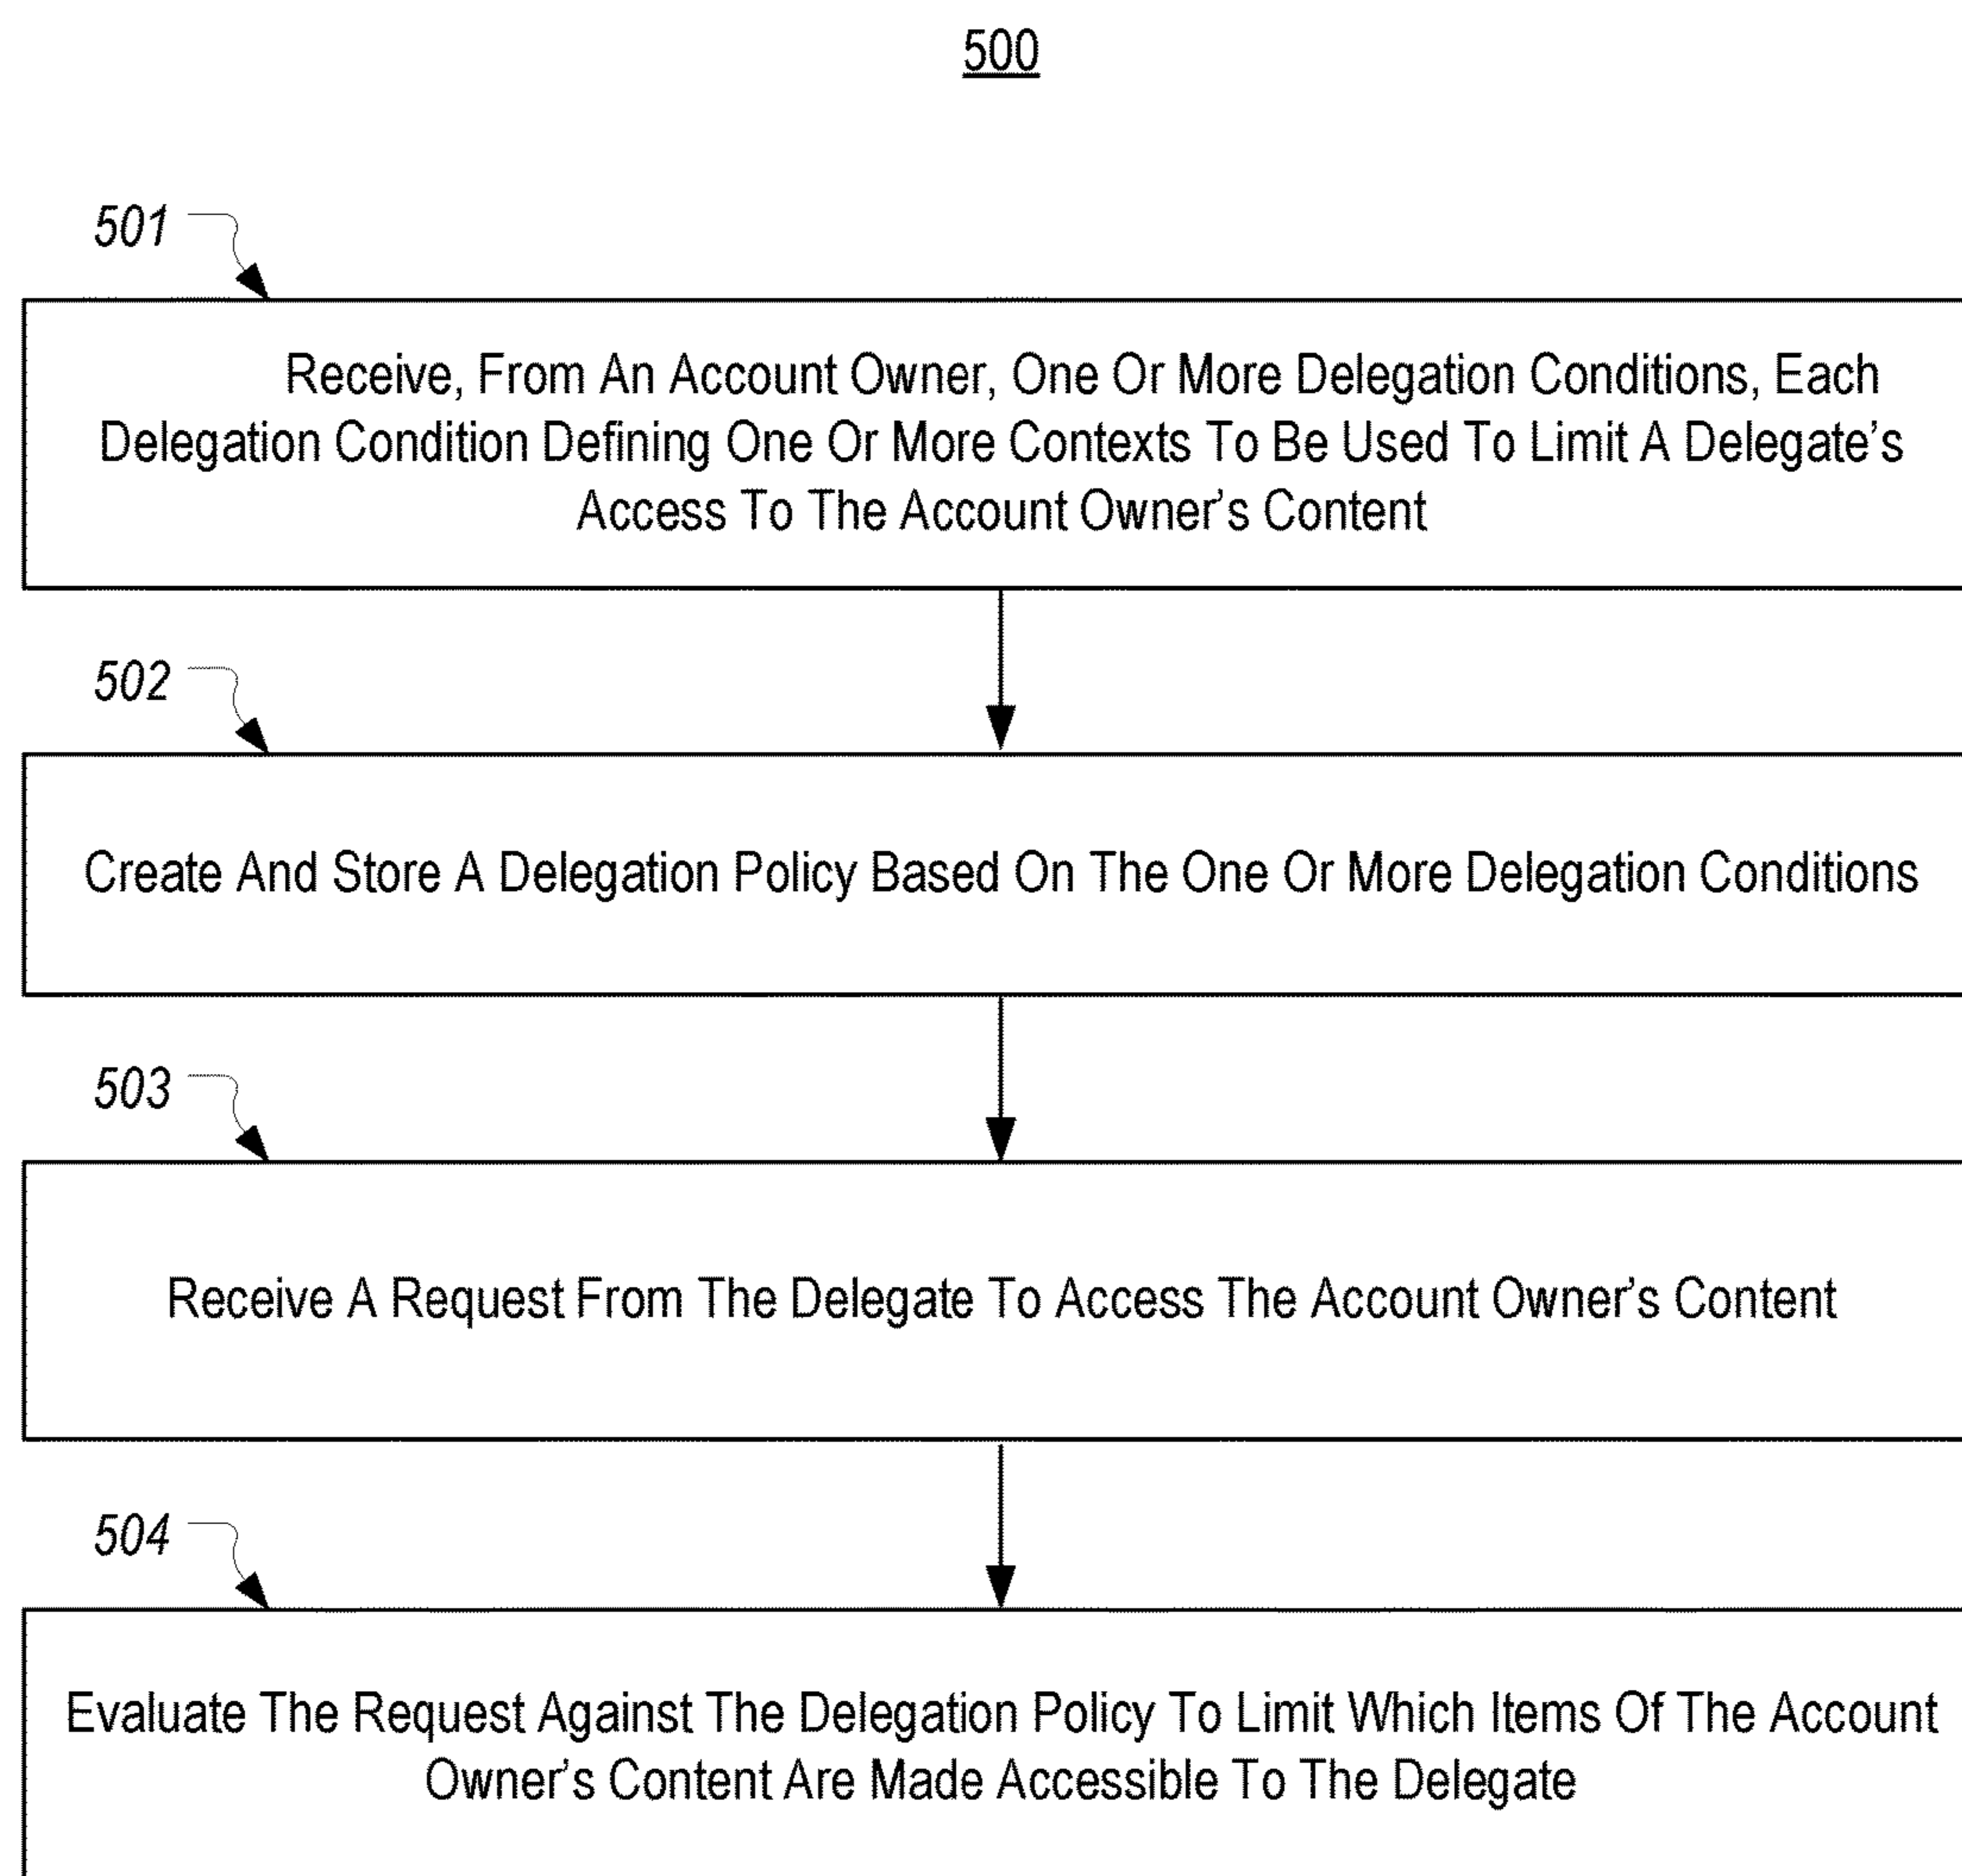 500
501
Receive, From An Account Owner, One Or More Delegation Conditions, Each
Delegation Condition Defining One Or More Contexts To Be Used To Limit A Delegate’s
Access To The Account Owner’s Content
502
Create And Store A Delegation Policy Based On The One Or More Delegation Conditions
503
Receive A Request From The Delegate To Access The Account Owner’s Content
504
Evaluate The Request Against The Delegation Policy To Limit Which Items Of The Account
Owner’s Content Are Made Accessible To The Delegate